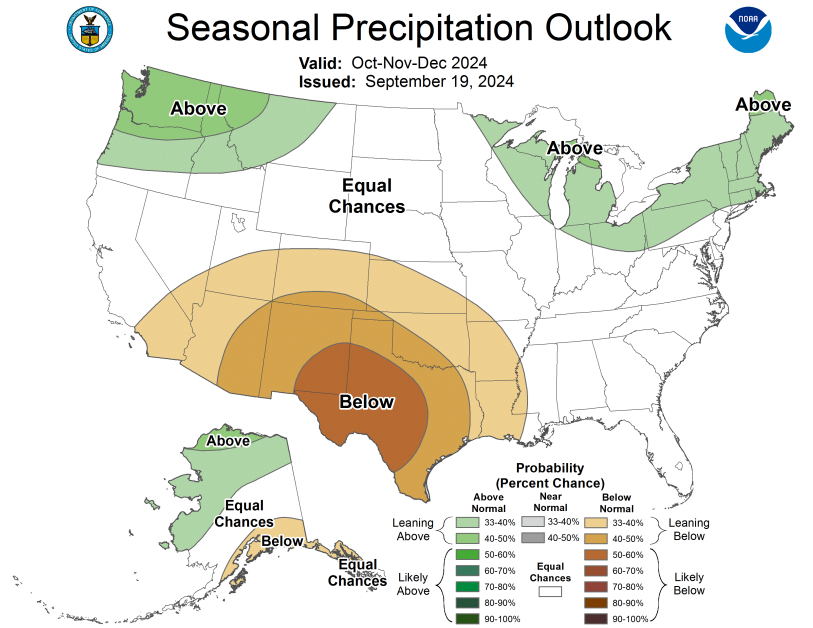 Seasonal Precipitation Outlook
NOAA
Valid: Oct-Nov-Dec 2024
Issued: September 19, 2024
Above
Above
Above
Equal
Chances
Below
Above
Equal
Chances
Below
Equal
Chances
Probability
(Percent Chance)
Above
Normal
Near
Normal
Below
Normal
Leaning
Above
33-40%
33-40%
33-40%
Leaning
Below
40-50%
40-50%
40-50%
Likely
Above
50-60%
60-70%
70-80%
80-90%
90-100%
Equal
Chances
50-60%
60-70%
70-80%
80-90%
90-100%
Likely
Below